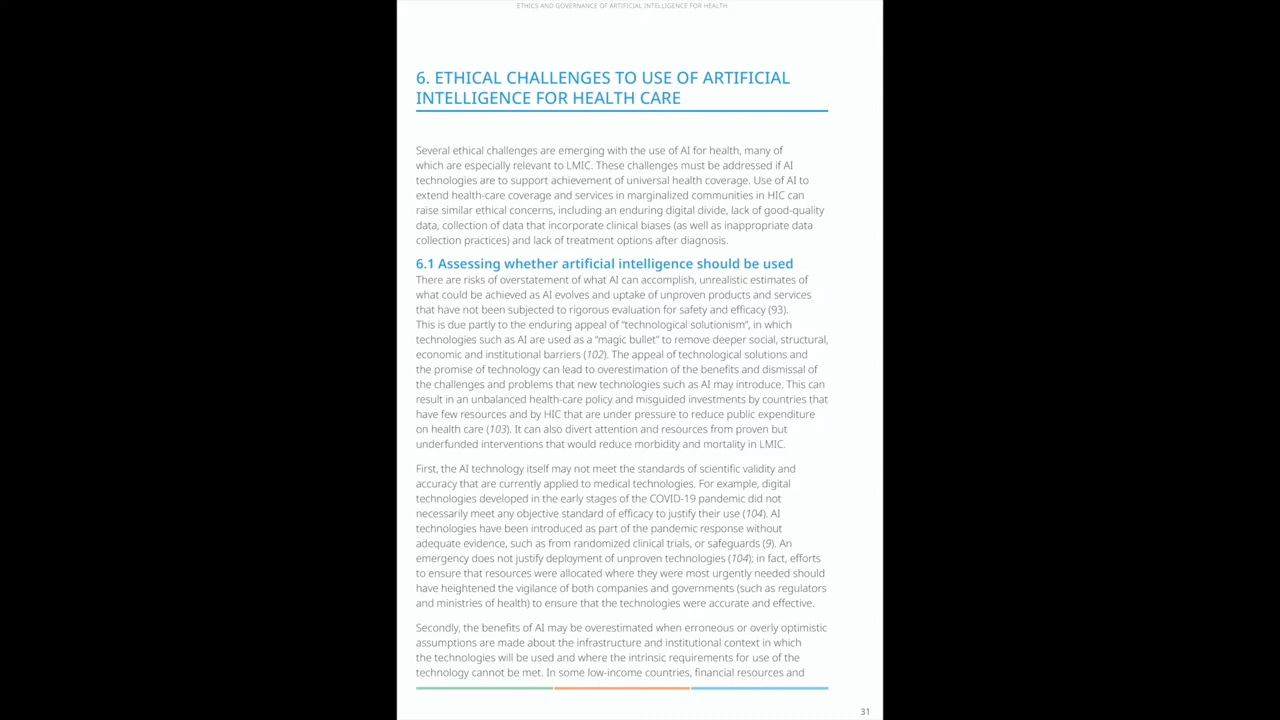 ETHICS AND GOVERNANCE OF ARTIFICIAL INTELLIGENCE FOR HEALTH
6. ETHICAL CHALLENGES TO USE OF ARTIFICIAL
INTELLIGENCE FOR HEALTH CARE
Several ethical challenges are emerging with the use of AI for health, many of
which are especially relevant to LMIC. These challenges must be addressed if AI
technologies are to support achievement of universal health coverage. Use of AI to
extend health-care coverage and services in marginalized communities in HIC can
raise similar ethical concerns, including an enduring digital divide, lack of good-quality
data, collection of data that incorporate clinical biases (as well as inappropriate data
collection practices) and lack of treatment options after diagnosis.
6.1 Assessing whether artificial intelligence should be used
There are risks of overstatement of what AI can accomplish, unrealistic estimates of
what could be achieved as AI evolves and uptake of unproven products and services
that have not been subjected to rigorous evaluation for safety and efficacy (93).
This is due partly to the enduring appeal of “technological solutionism”, in which
technologies such as AI are used as a “magic bullet” to remove deeper social, structural,
economic and institutional barriers (102). The appeal of technological solutions and
the promise of technology can lead to overestimation of the benefits and dismissal of
the challenges and problems that new technologies such as AI may introduce. This can
result in an unbalanced health-care policy and misguided investments by countries that
have few resources and by HIC that are under pressure to reduce public expenditure
on health care (103). It can also divert attention and resources from proven but
underfunded interventions that would reduce morbidity and mortality in LMIC.
First, the AI technology itself may not meet the standards of scientific validity and
accuracy that are currently applied to medical technologies. For example, digital
technologies developed in the early stages of the COVID-19 pandemic did not
necessarily meet any objective standard of efficacy to justify their use (104). AI
technologies have been introduced as part of the pandemic response without
adequate evidence, such as from randomized clinical trials, or safeguards (9). An
emergency does not justify deployment of unproven technologies (104); in fact, efforts
to ensure that resources were allocated where they were most urgently needed should
have heightened the vigilance of both companies and governments (such as regulators
and ministries of health) to ensure that the technologies were accurate and effective.
Secondly, the benefits of AI may be overestimated when erroneous or overly optimistic
assumptions are made about the infrastructure and institutional context in which
the technologies will be used and where the intrinsic requirements for use of the
technology cannot be met. In some low-income countries, financial resources and
31